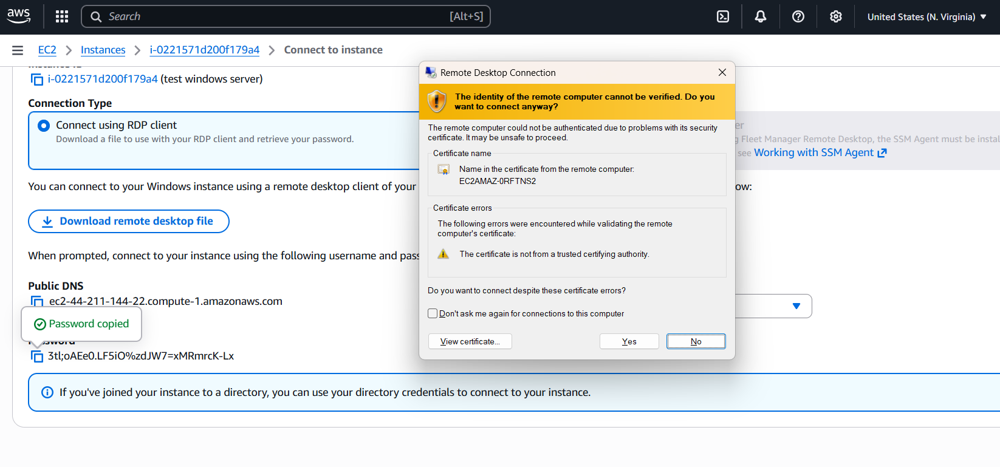 aws
Search
[Alt+S]
United States (N. Virginia)
EC2
Instances
i-0221571d200f179a4
Connect to instance
i-0221571d200f179a4 (test windows server)
Connection Type
Connect using RDP client
Download a file to use with your RDP client and retrieve your password.
er
g Fleet Manager Remote Desktop, the SSM Agent must be instal
see Working with SSM Agent
You can connect to your Windows instance using a remote desktop client of your
ow:
Download remote desktop file
When prompted, connect to your instance using the following username and pass
Public DNS
ec2-44-211-144-22.compute-1.amazonaws.com
Password copied
Password
3tl;oAEe0.LF5iO%zdJW7=xMRmrcK-Lx
If you've joined your instance to a directory, you can use your directory credentials to connect to your instance.
Remote Desktop Connection
The identity of the remote computer cannot be verified. Do you
want to connect anyway?
The remote computer could not be authenticated due to problems with its security
certificate. It may be unsafe to proceed.
Certificate name
Name in the certificate from the remote computer:
EC2AMAZ-0RFTNS2
Certificate errors
The following errors were encountered while validating the remote
computer's certificate:
The certificate is not from a trusted certifying authority.
Do you want to connect despite these certificate errors?
Don't ask me again for connections to this computer
View certificate...
Yes
No